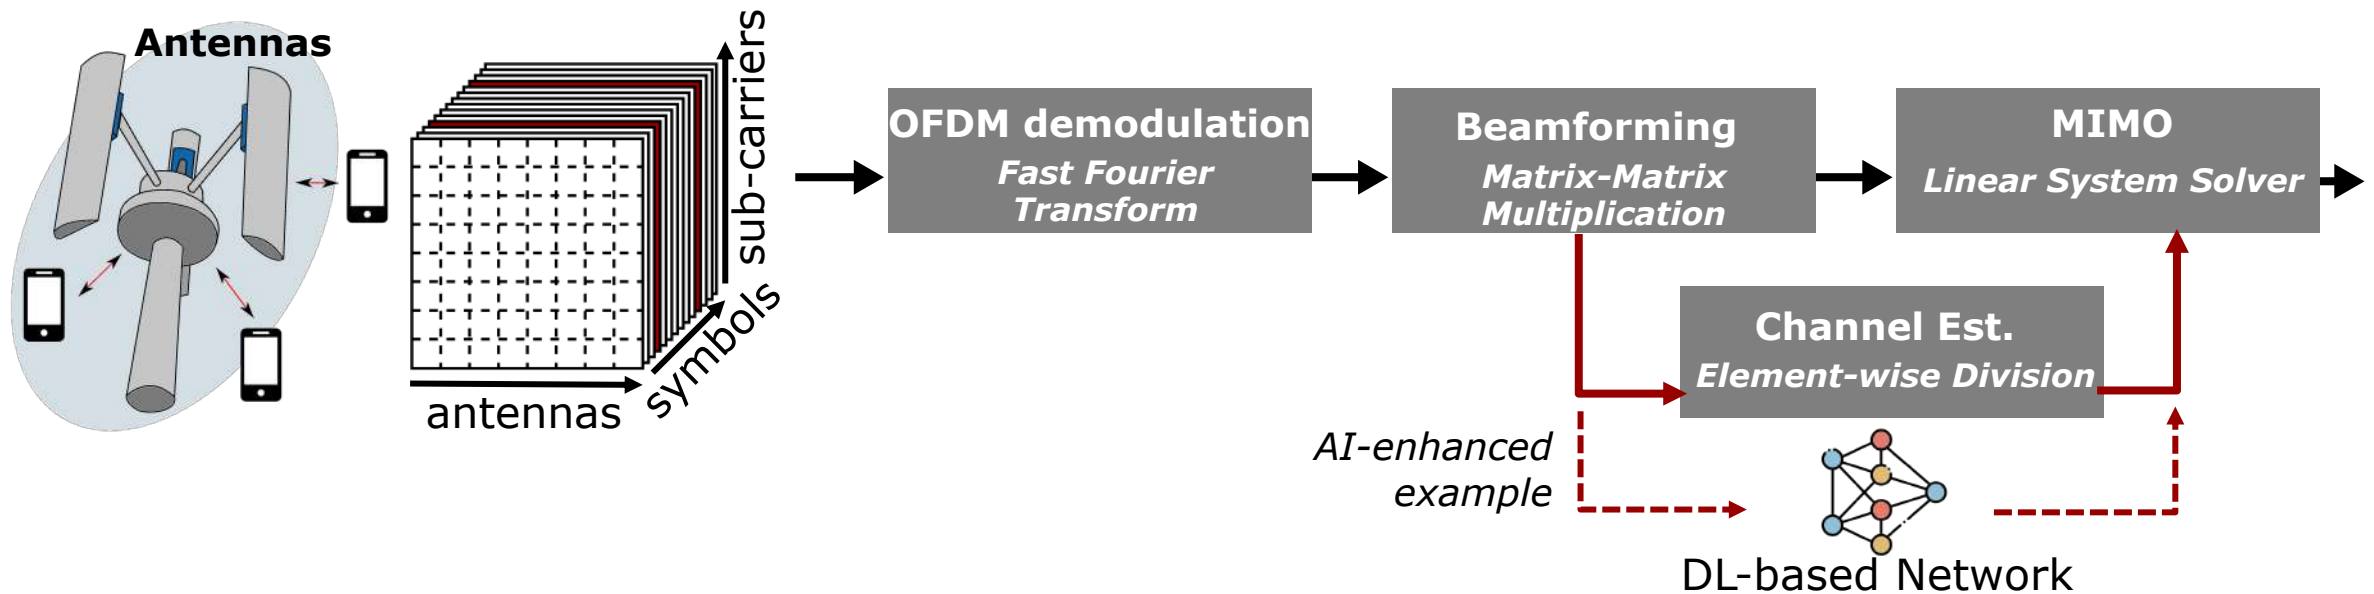 Antennas
sub-carriers
symbols
antennas
OFDM demodulation
Fast Fourier
Transform
Beamforming
Matrix-Matrix
Multiplication
MIMO
Linear System Solver
Channel Est.
Element-wise Division
AI-enhanced
example
DL-based Network